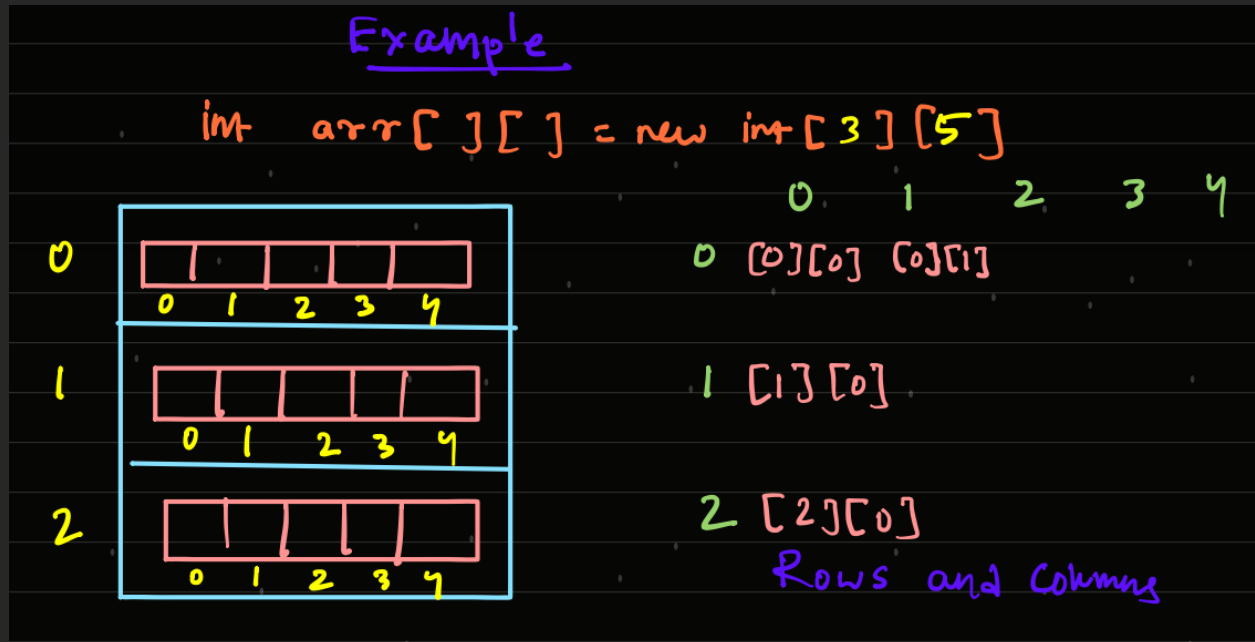 Example
int arr[ ][ ] = new int[3][5]
0 1 2 3 4
0
0 1 2 3 4
0 [0][0] [0][1]
1
0 1 2 3 4
1 [1][0]
2
0 1 2 3 4
2 [2][0]
Rows and Columns